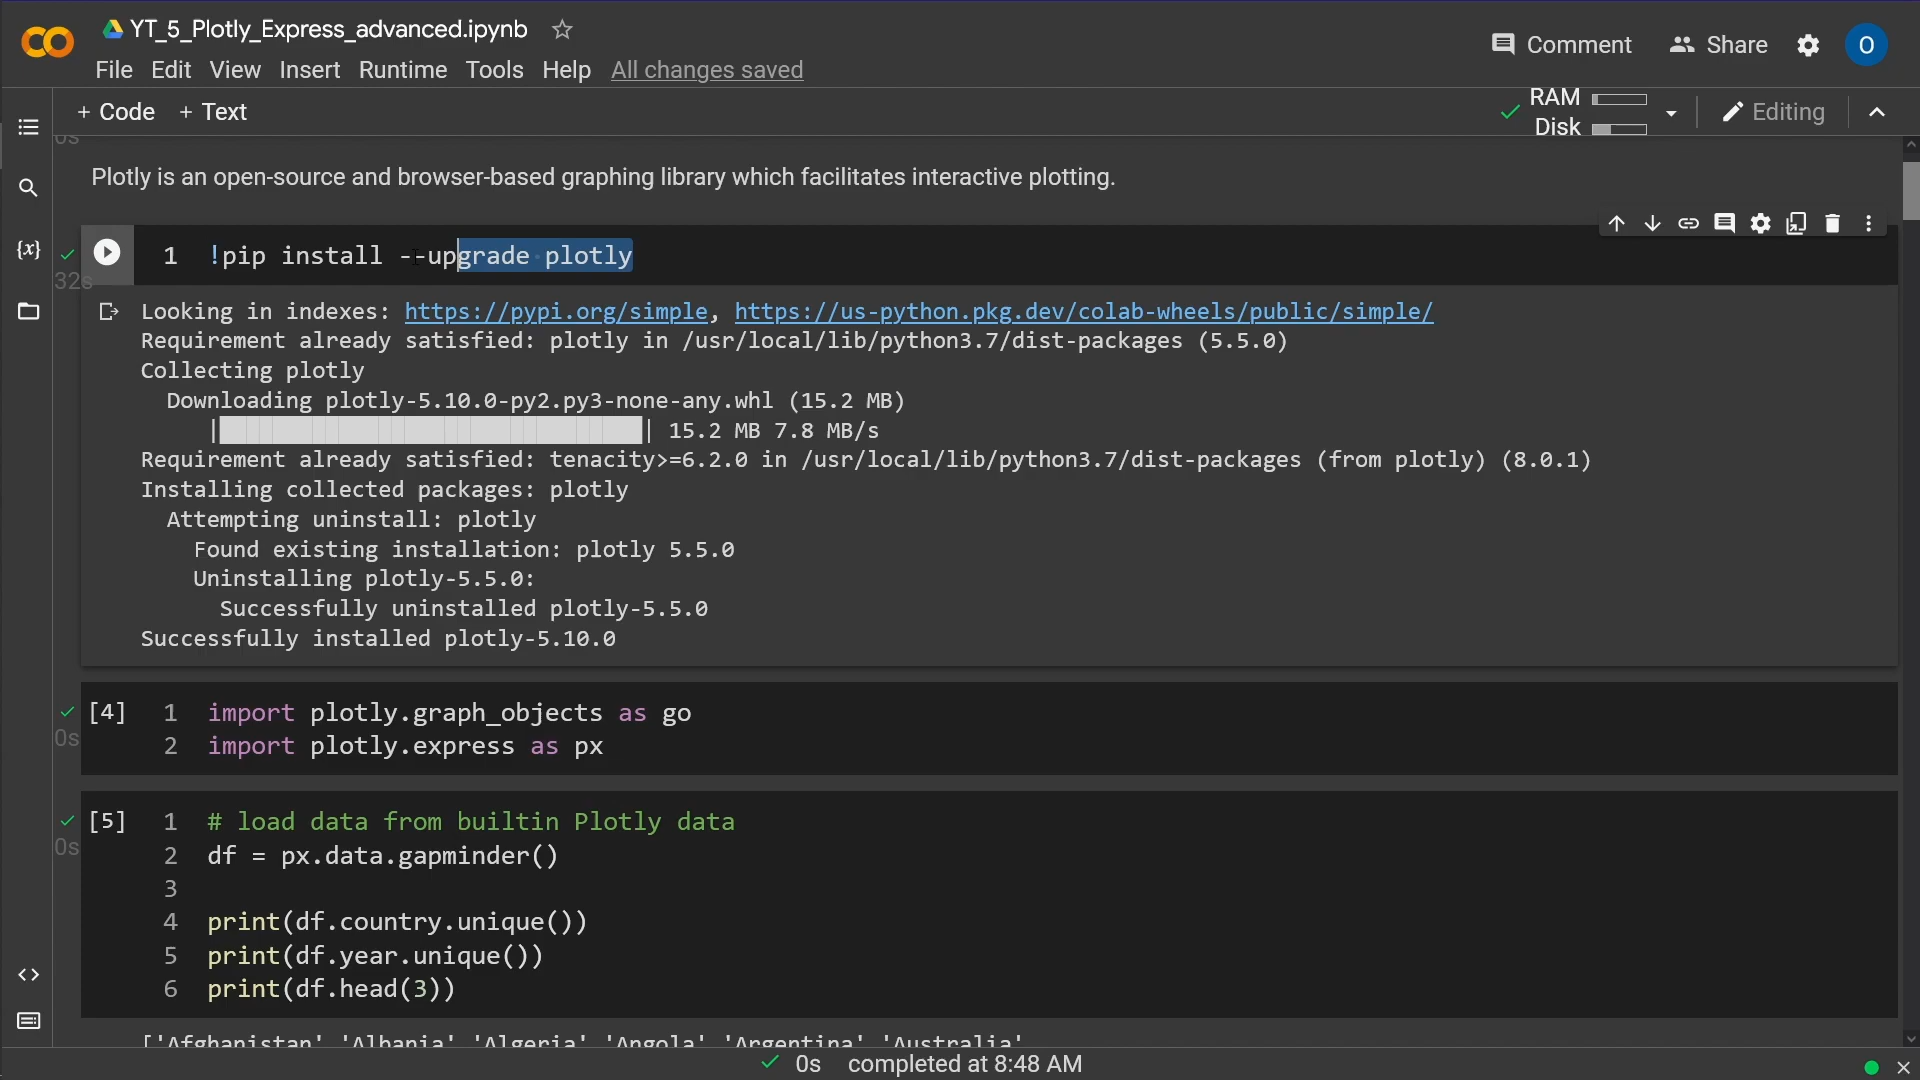 YT_5_Plotly_Express_advanced.ipynb
Comment Share O
File Edit View Insert Runtime Tools Help All changes saved
+ Code + Text
RAM
Disk
Editing
0s
Plotly is an open-source and browser-based graphing library which facilitates interactive plotting.
1 !pip install --upgrade plotly
32s
Looking in indexes: https://pypi.org/simple, https://us-python.pkg.dev/colab-wheels/public/simple/
Requirement already satisfied: plotly in /usr/local/lib/python3.7/dist-packages (5.5.0)
Collecting plotly
Downloading plotly-5.10.0-py2.py3-none-any.whl (15.2 MB)
| | 15.2 MB 7.8 MB/s
Requirement already satisfied: tenacity>=6.2.0 in /usr/local/lib/python3.7/dist-packages (from plotly) (8.0.1)
Installing collected packages: plotly
Attempting uninstall: plotly
Found existing installation: plotly 5.5.0
Uninstalling plotly-5.5.0:
Successfully uninstalled plotly-5.5.0
Successfully installed plotly-5.10.0
[4] 1 import plotly.graph_objects as go
0s
2 import plotly.express as px
[5] 1 # load data from builtin Plotly data
0s
2 df = px.data.gapminder()
3
4 print(df.country.unique())
5 print(df.year.unique())
6 print(df.head(3))
['Afghanistan' 'Albania' 'Algeria' 'Angola' 'Argentina' 'Australia'
0s completed at 8:48 AM